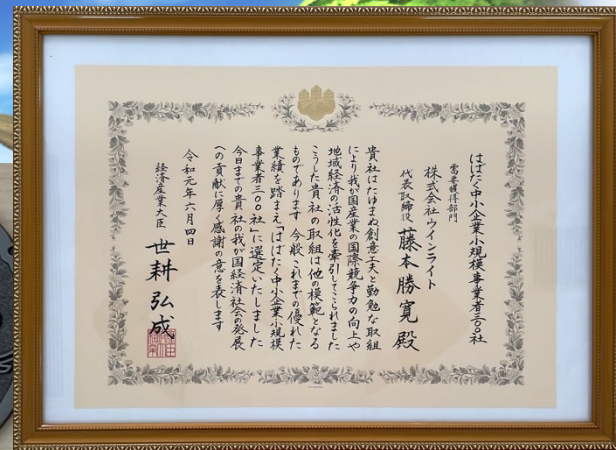 はばたく中小企業小規模事業者三〇〇社
需要獲得部門
株式会社ウインライト
代表取締役 藤本勝寛殿
貴社はたゆまぬ創意工夫と勤勉な取組
により我が国産業の国際競争力の向上や
地域経済の活性化を牽引してこられました
こうした貴社の取組は他の模範となる
ものであります 今般これまでの優れた
業績を踏まえ「はばたく中小企業小規模
事業者三〇〇社」に選定いたしました
今日までの貴社の我が国経済社会の発展
への貢献に厚く感謝の意を表します
令和元年六月四日
経済産業大臣 世耕弘成